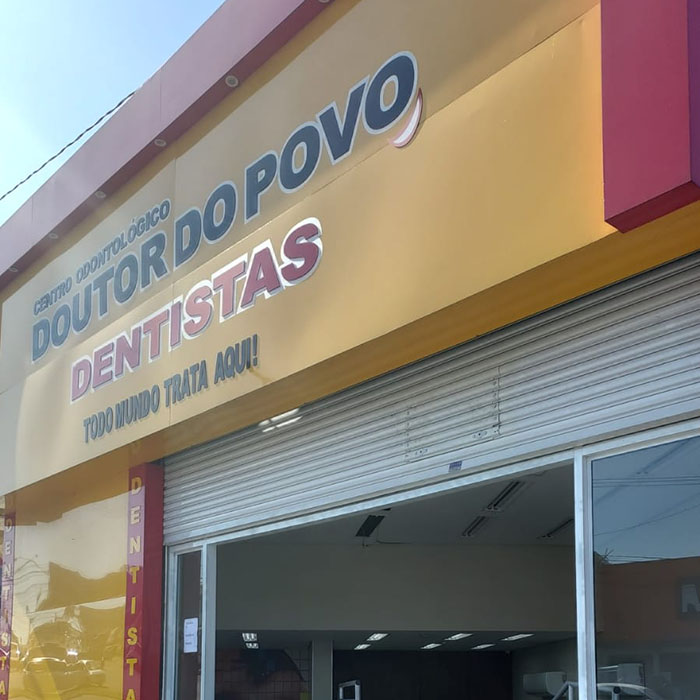 CENTRO ODONTOLÓGICO
DOUTOR DO POVO
DENTISTAS
TODO MUNDO TRATA AQUI!
DENTISTA
DENTISTA